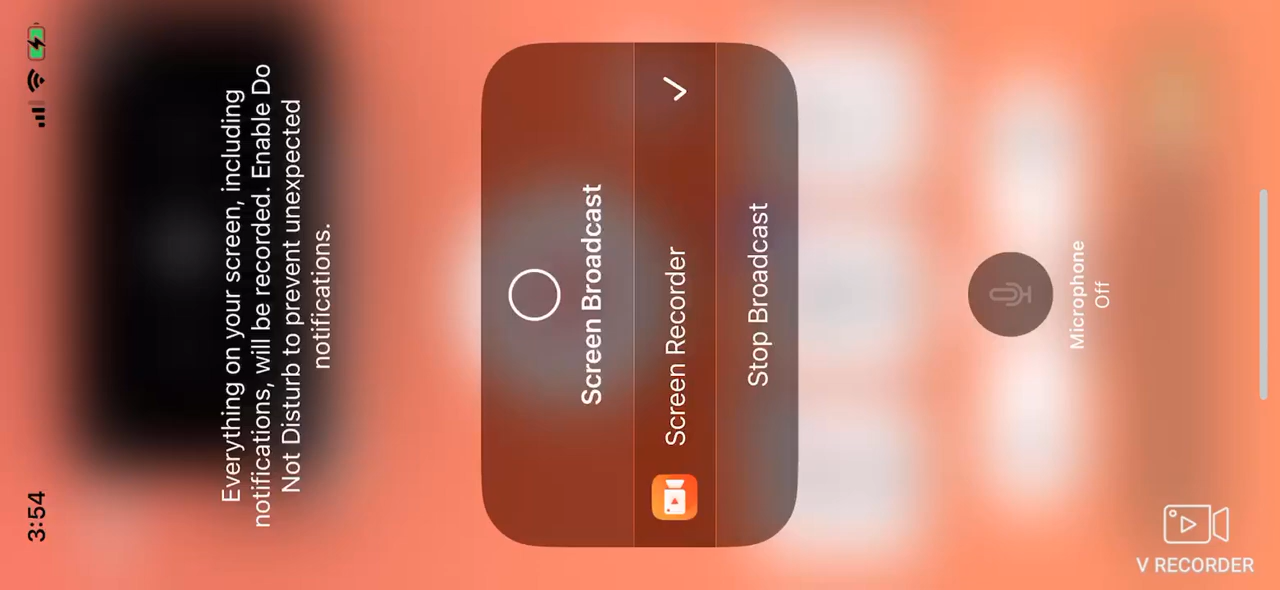 3:54
Everything on your screen, including
notifications, will be recorded. Enable Do
Not Disturb to prevent unexpected
notifications.
Screen Broadcast
Screen Recorder
Stop Broadcast
Microphone
Off
V RECORDER